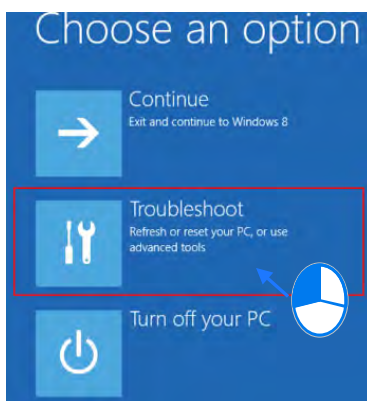 Choose an option
Continue
Exit and continue to Windows 8
Troubleshoot
Refresh or reset your PC, or use
advanced tools
Turn off your PC